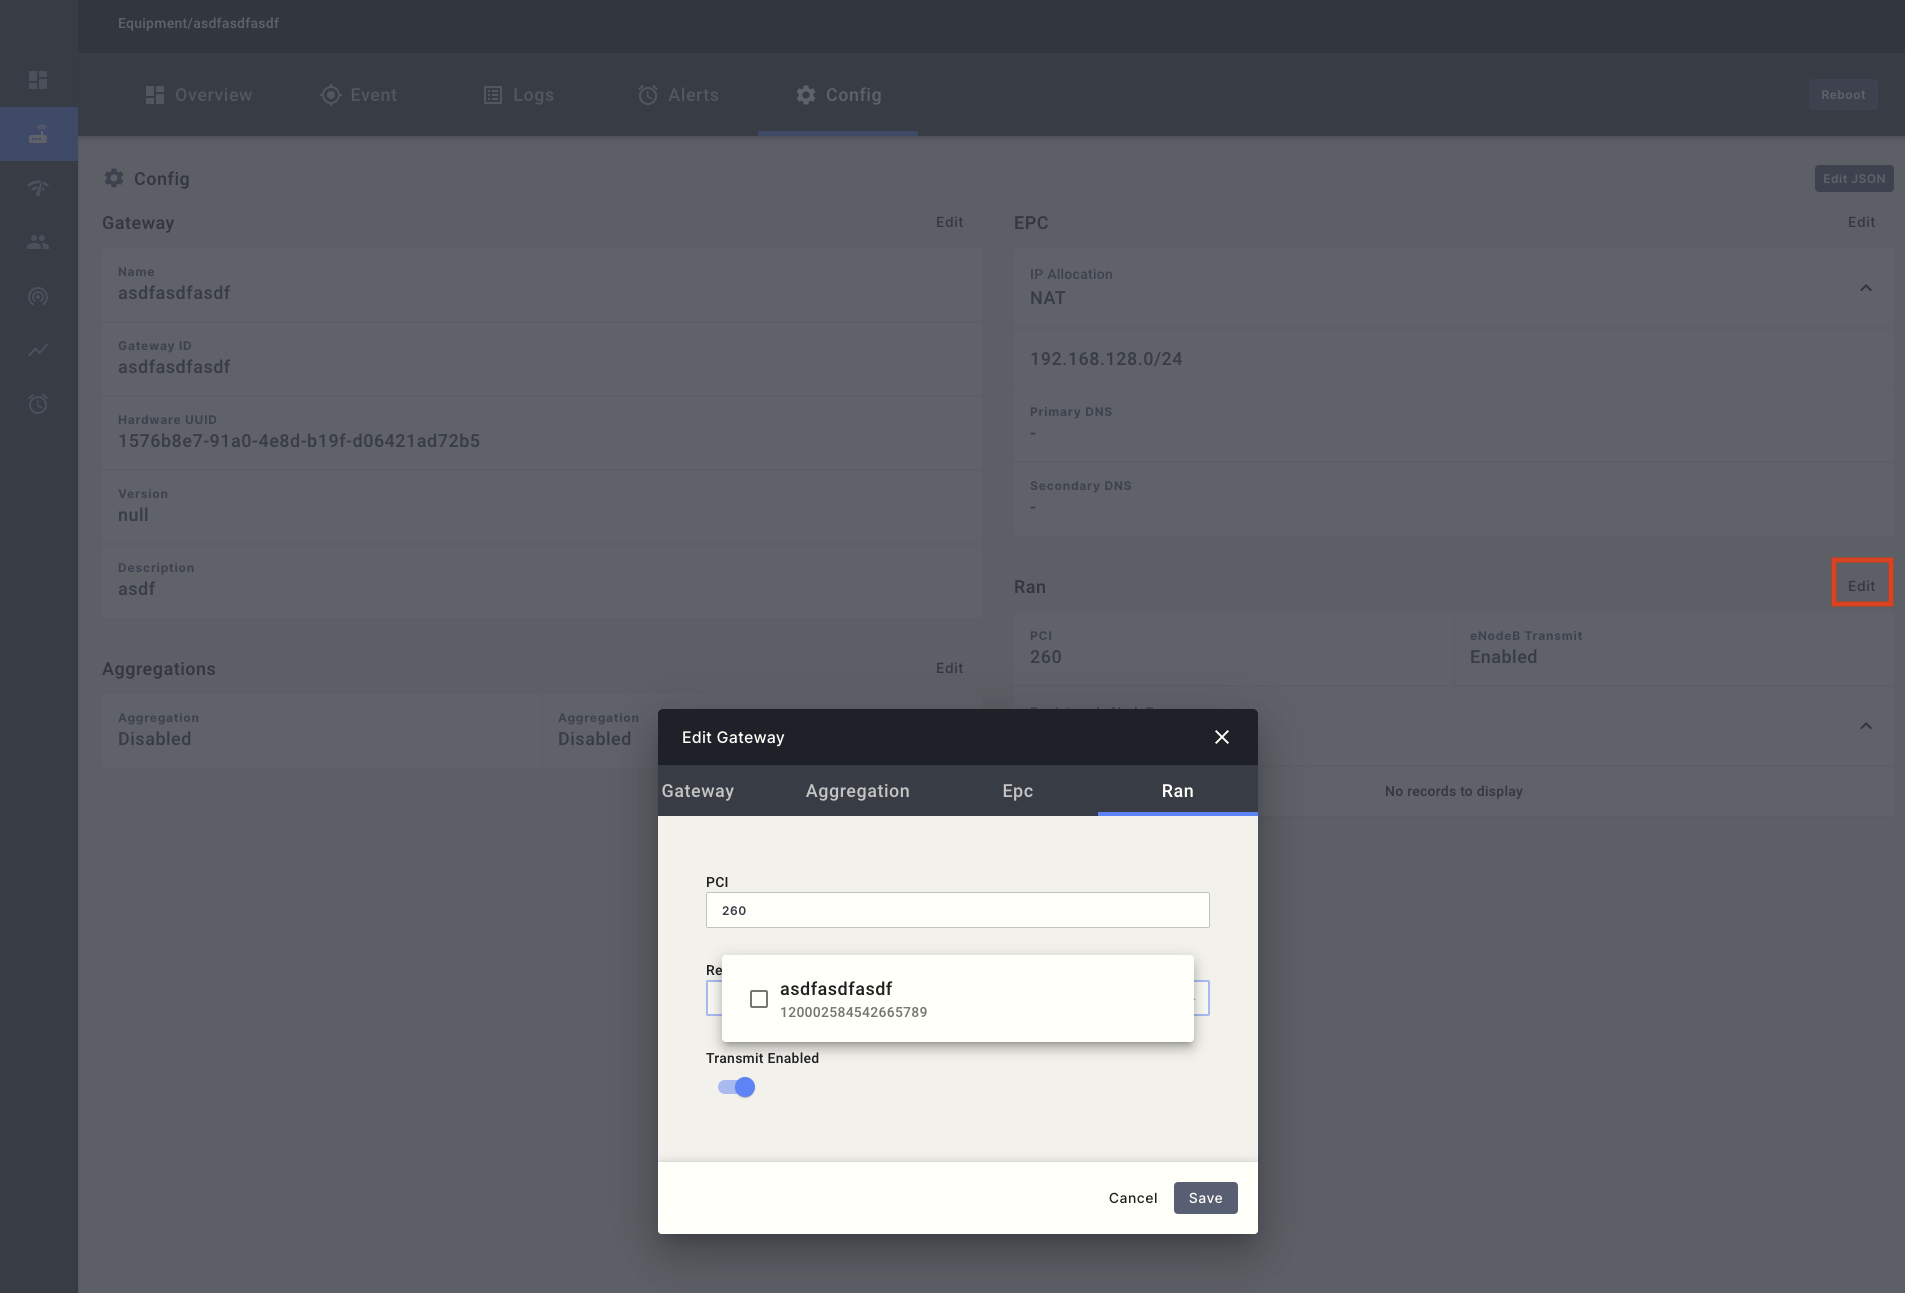 Equipment/asdfasdfasdf
Overview
Event
Logs
Alerts
Config
Reboot
Config
Edit JSON
Gateway
Edit
Name
asdfasdfasdf
Gateway ID
asdfasdfasdf
Hardware UUID
1576b8e7-91a0-4e8d-b19f-d06421ad72b5
Version
null
Description
asdf
Aggregations
Edit
Aggregation
Disabled
Aggregation
Disabled
EPC
Edit
IP Allocation
NAT
192.168.128.0/24
Primary DNS
-
Secondary DNS
-
Ran
Edit
PCI
260
eNodeB Transmit
Enabled
No records to display
Edit Gateway
Gateway
Aggregation
Epc
Ran
PCI
260
Re
asdfasdfasdf
120002584542665789
Transmit Enabled
Cancel
Save